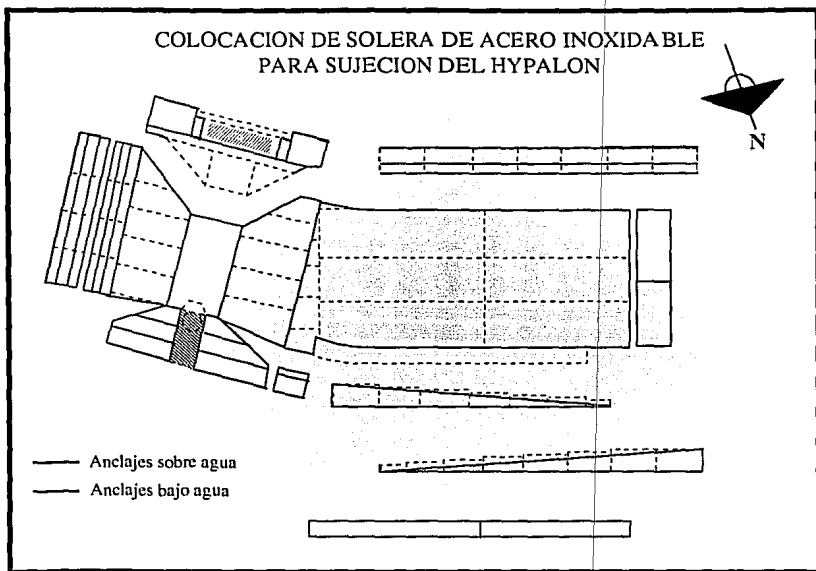 COLOCACION DE SOLERA DE ACERO INOXIDABLE
PARA SUJECION DEL HYPALON
N
Anclajes sobre agua
Anclajes bajo agua